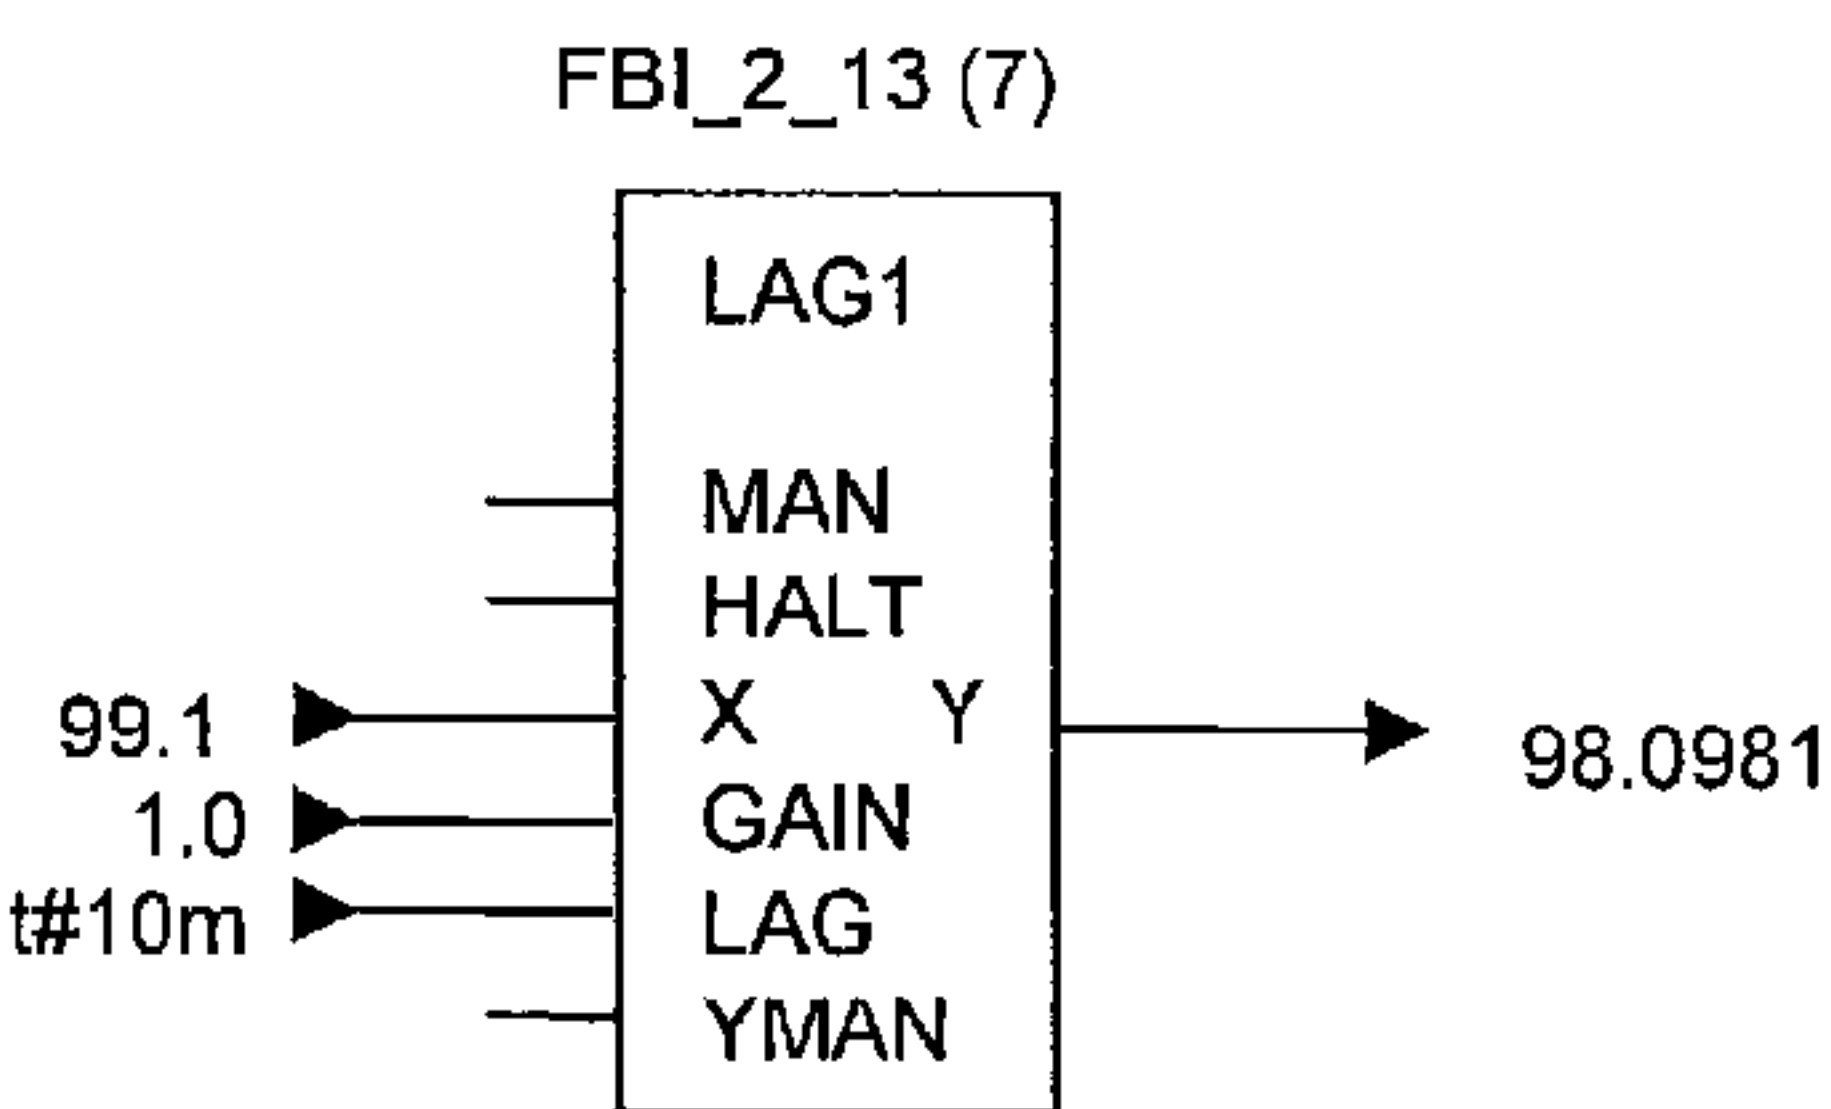 FBI_2_13 (7)
LAG1
MAN
HALT
99.1 X Y 98.0981
1.0 GAIN
t#10m LAG
YMAN